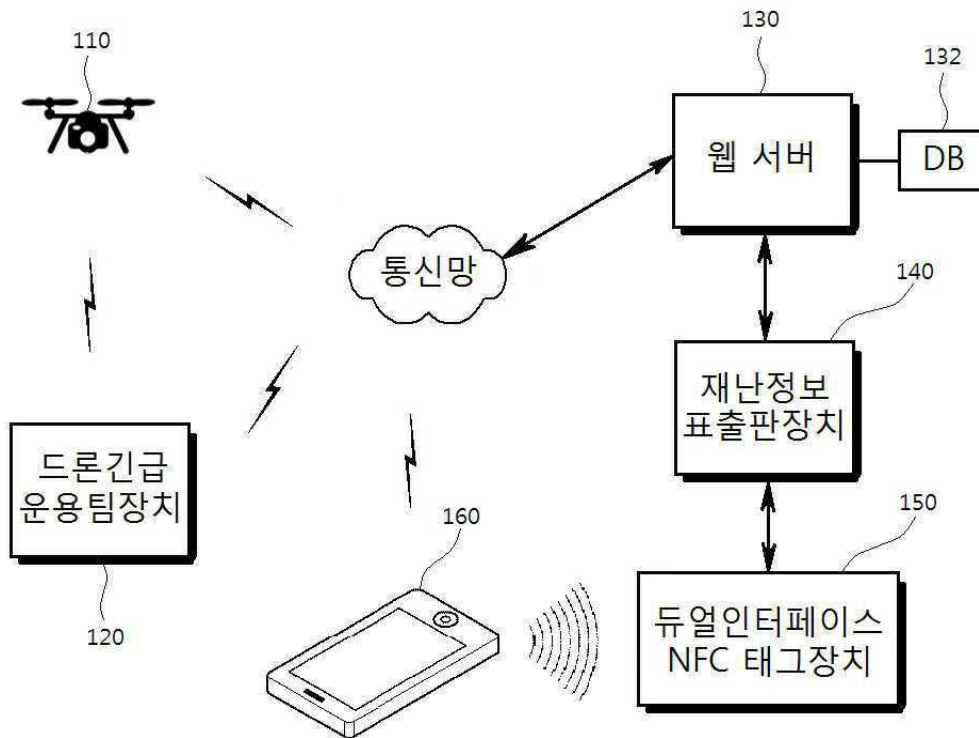 110
130
132
웹 서버
DB
통신망
140
재난정보
표출판장치
드론긴급
운용팀장치
120
160
150
듀얼인터페이스
NFC 태그장치